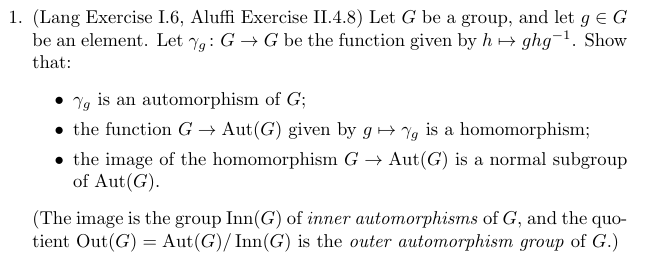 1. (Lang Exercise I.6, Aluffi Exercise II.4.8) Let G be a group, and let g ∈ G
be an element. Let γ_g : G → G be the function given by h ↦ ghg⁻¹. Show
that:
• γ_g is an automorphism of G;
• the function G → Aut(G) given by g ↦ γ_g is a homomorphism;
• the image of the homomorphism G → Aut(G) is a normal subgroup
of Aut(G).
(The image is the group Inn(G) of inner automorphisms of G, and the quo-
tient Out(G) = Aut(G)/ Inn(G) is the outer automorphism group of G.)